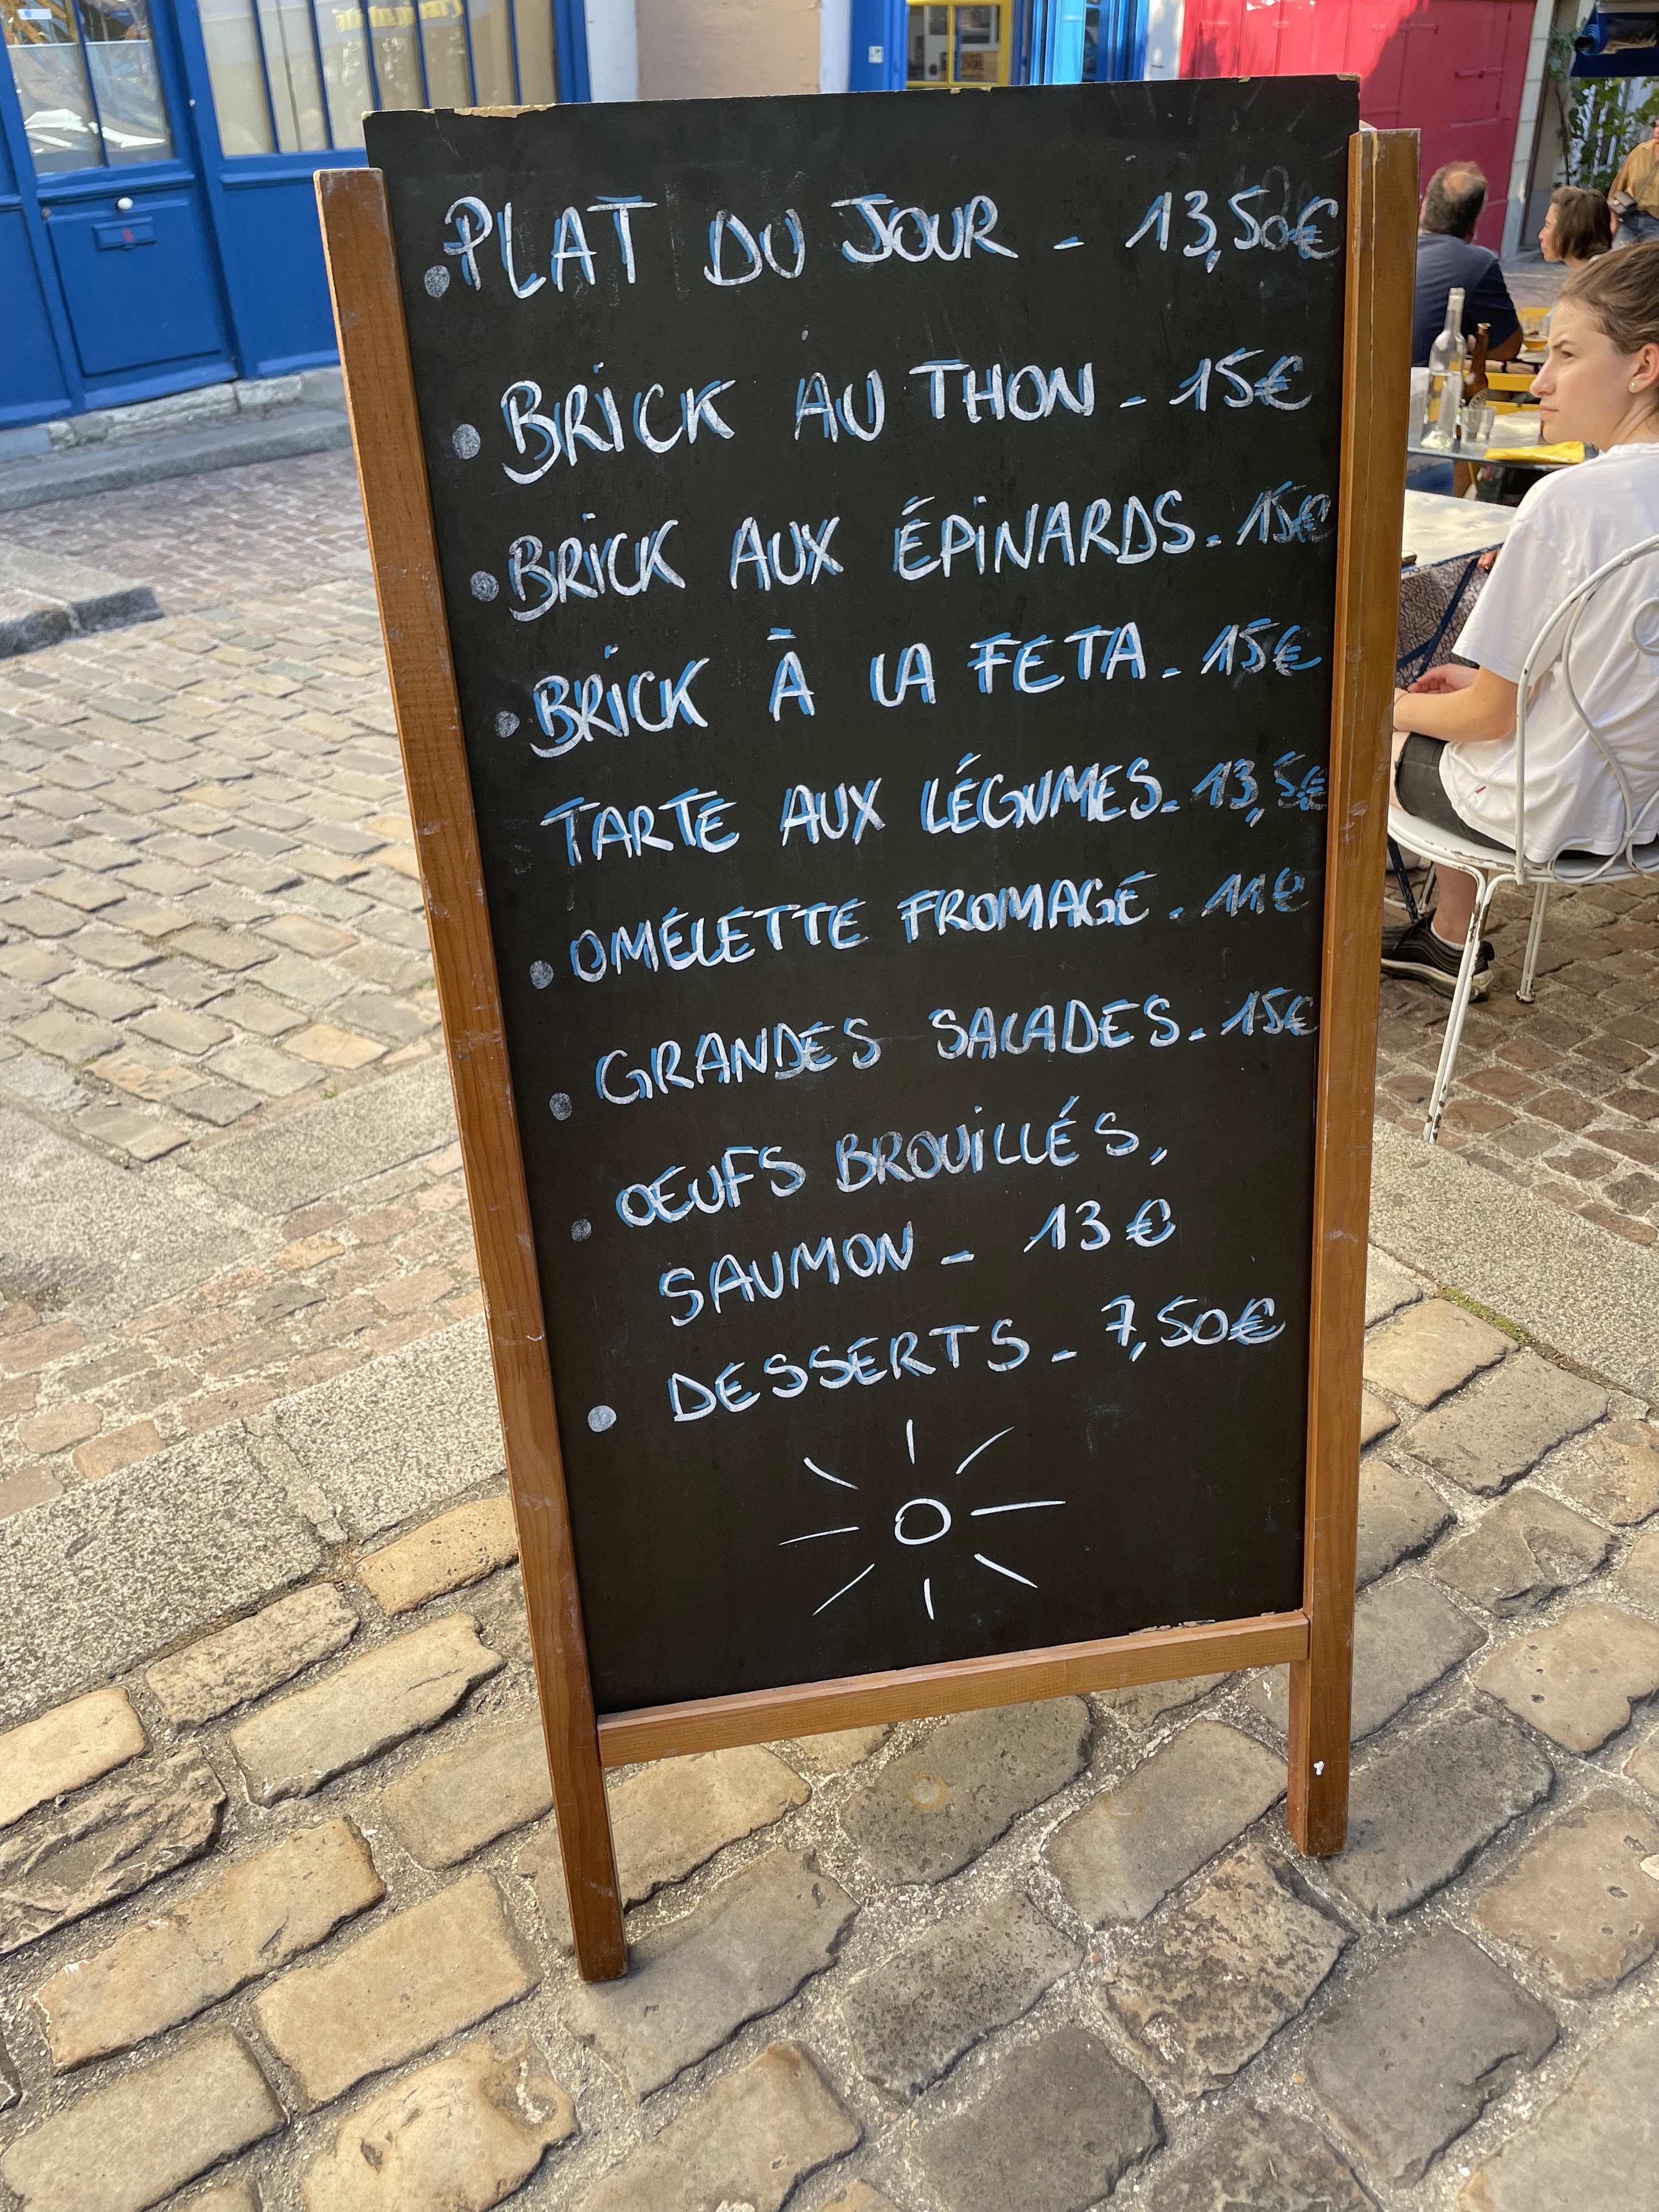 PLAT DU JOUR - 13,50€
BRICK AU THON - 15€
BRICK AUX ÉPINARDS - 15€
BRICK À LA FETA - 15€
TARTE AUX LÉGUMES - 13,5€
OMÉLETTE FROMAGE - 11€
GRANDES SALADES - 15€
ŒUFS BROUILLÉS,
SAUMON - 13€
DESSERTS - 7,50€